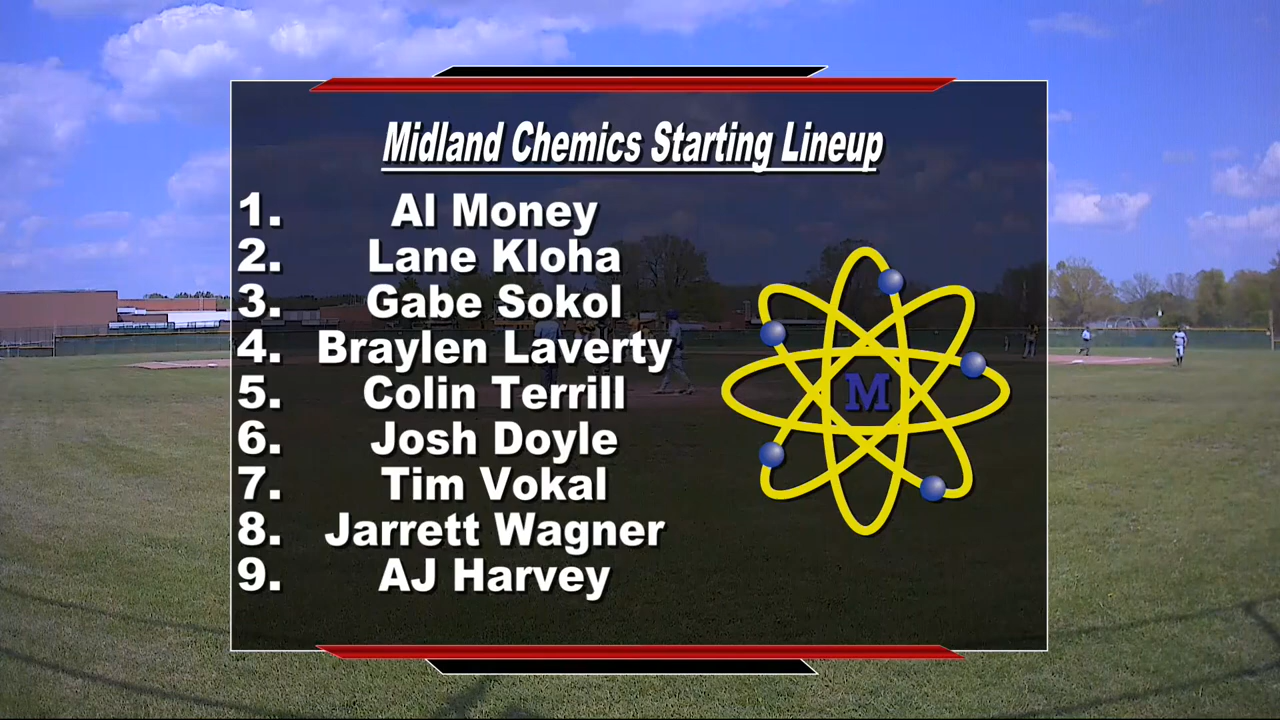 Midland Chemics Starting Lineup
1. Al Money
2. Lane Kloha
3. Gabe Sokol
4. Braylen Laverty
5. Colin Terrill
6. Josh Doyle
7. Tim Vokal
8. Jarrett Wagner
9. AJ Harvey
M